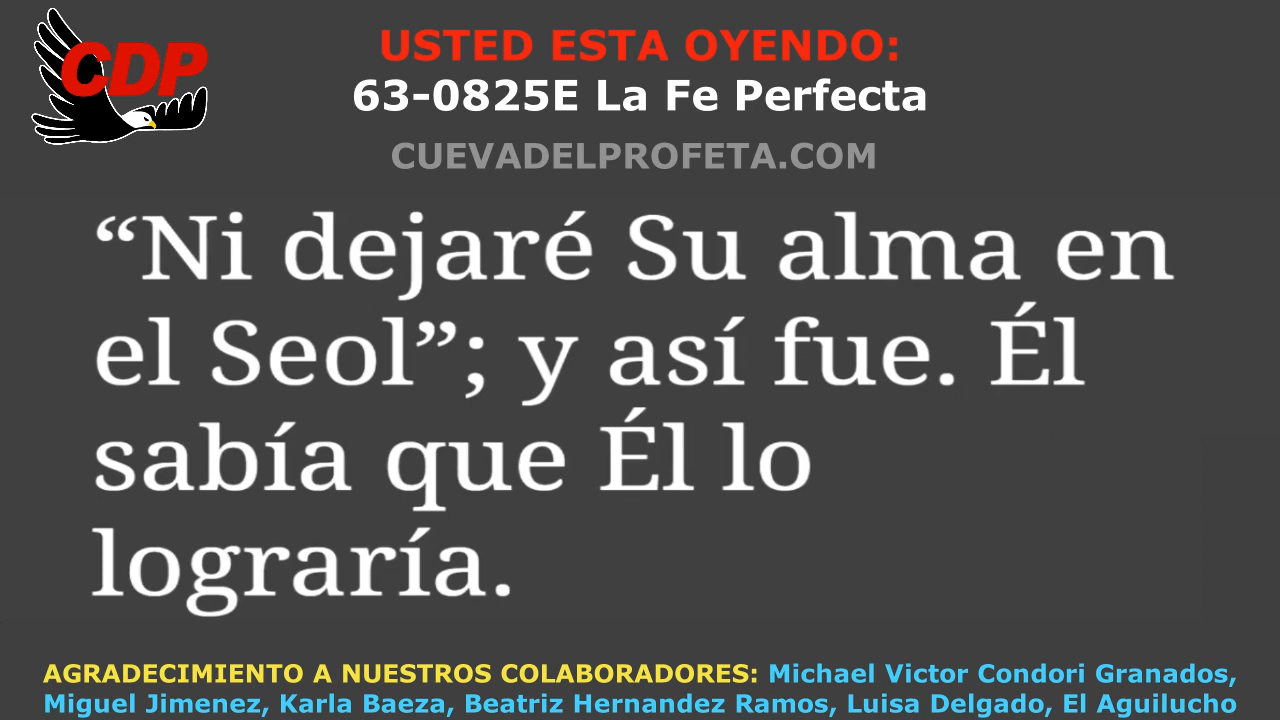 CDP
USTED ESTA OYENDO:
63-0825E La Fe Perfecta
CUEVADELPROFETA.COM
“Ni dejaré Su alma en
el Seol”; y así fue. Él
sabía que Él lo
lograría.
AGRADECIMIENTO A NUESTROS COLABORADORES: Michael Victor Condori Granados,
Miguel Jimenez, Karla Baeza, Beatriz Hernandez Ramos, Luisa Delgado, El Aguilucho